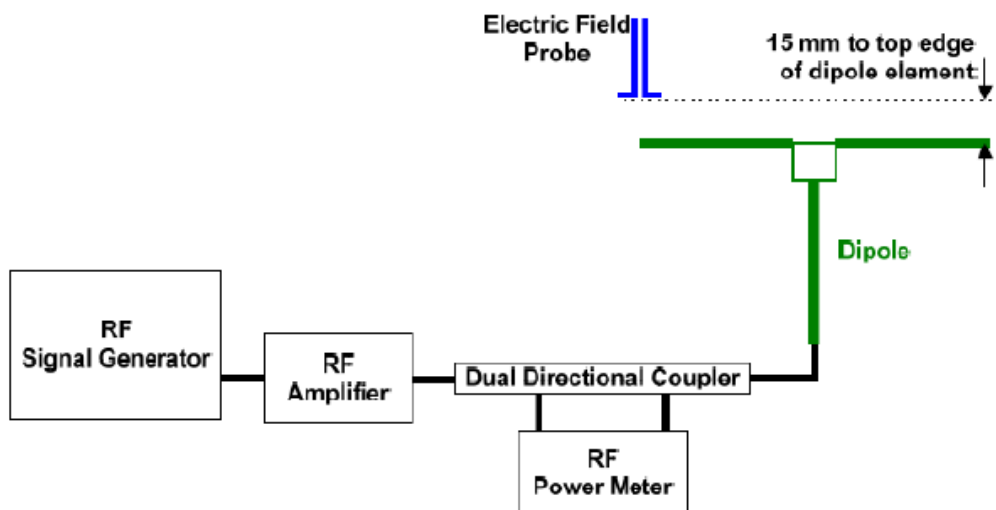 Electric Field
Probe
15 mm to top edge
of dipole element:
Dipole
RF
Signal Generator
RF
Amplifier
Dual Directional Coupler
RF
Power Meter